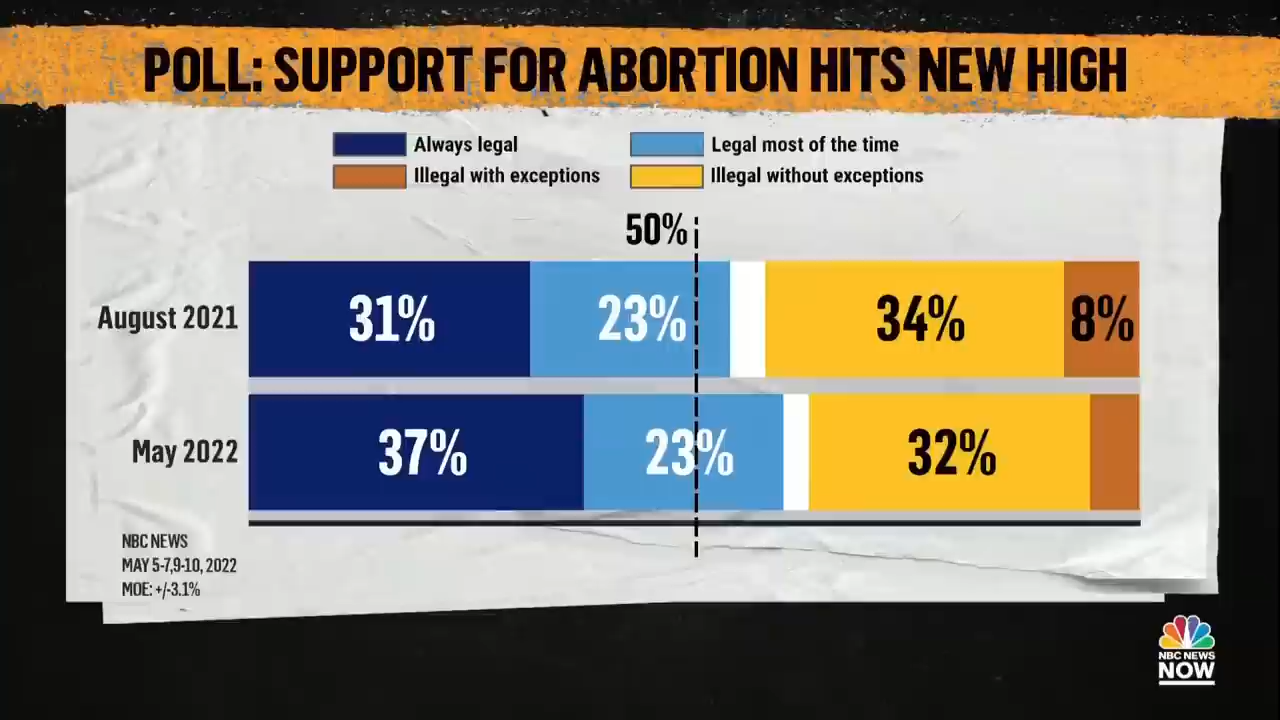 POLL: SUPPORT FOR ABORTION HITS NEW HIGH
Always legal
Legal most of the time
Illegal with exceptions
Illegal without exceptions
50%
August 2021
31%
23%
34%
8%
May 2022
37%
23%
32%
NBC NEWS
MAY 5-7,9-10, 2022
MOE: +/-3.1%
NBC NEWS
NOW